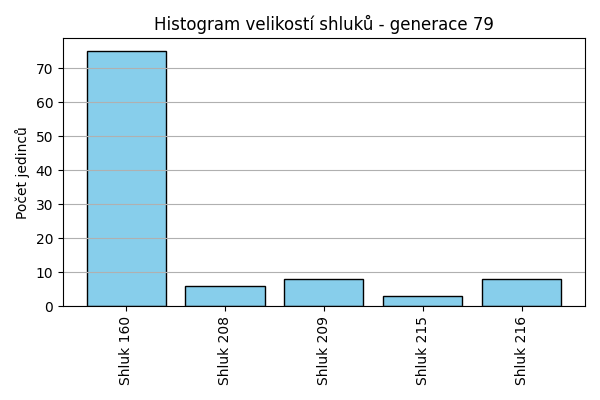 Histogram velikostí shluků - generace 79
Počet jedinců
70
60
50
40
30
20
10
0
Shluk 160
Shluk 208
Shluk 209
Shluk 215
Shluk 216